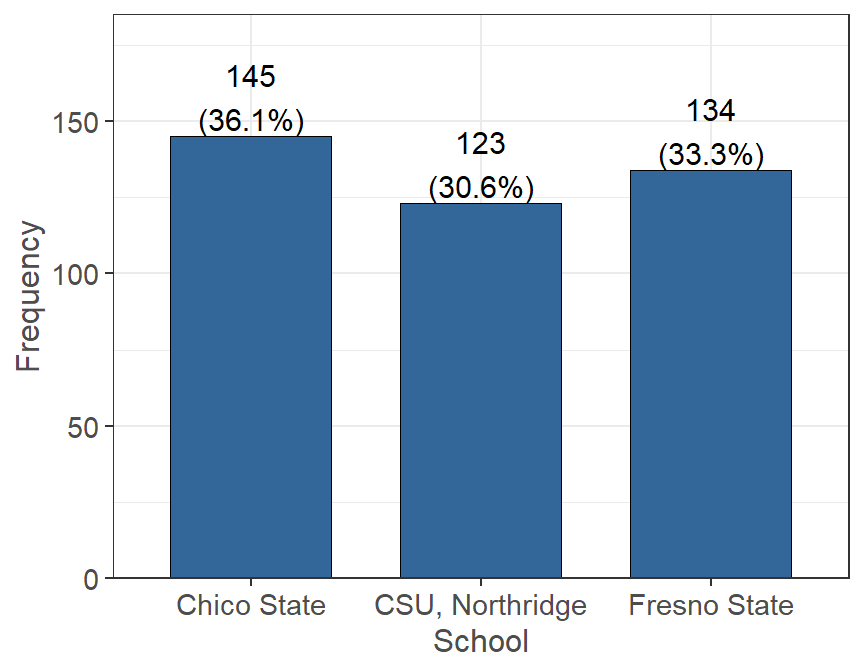 145
(36.1%)
123
(30.6%)
134
(33.3%)
150
100
50
0
Frequency
Chico State
CSU, Northridge
Fresno State
School